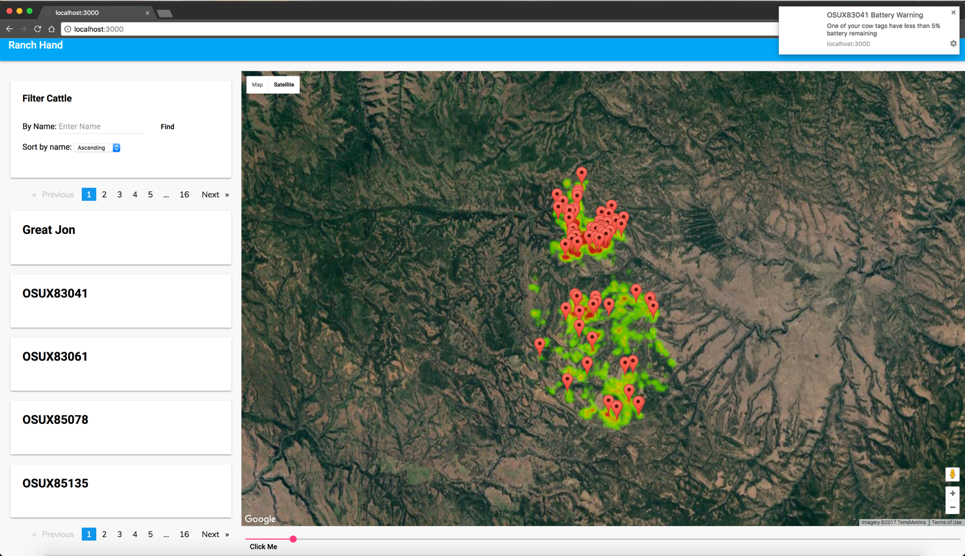 localhost:3000
localhost:3000
OSUX83041 Battery Warning
One of your cow tags have less than 5%
battery remaining
localhost:3000
Ranch Hand
Filter Cattle
By Name: Enter Name Find
Sort by name: Ascending
« Previous 1 2 3 4 5 ... 16 Next »
Great Jon
OSUX83041
OSUX83061
OSUX85078
OSUX85135
« Previous 1 2 3 4 5 ... 16 Next »
Map Satellite
Google
Imagery ©2017 TerraMetrics Terms of Use
Click Me